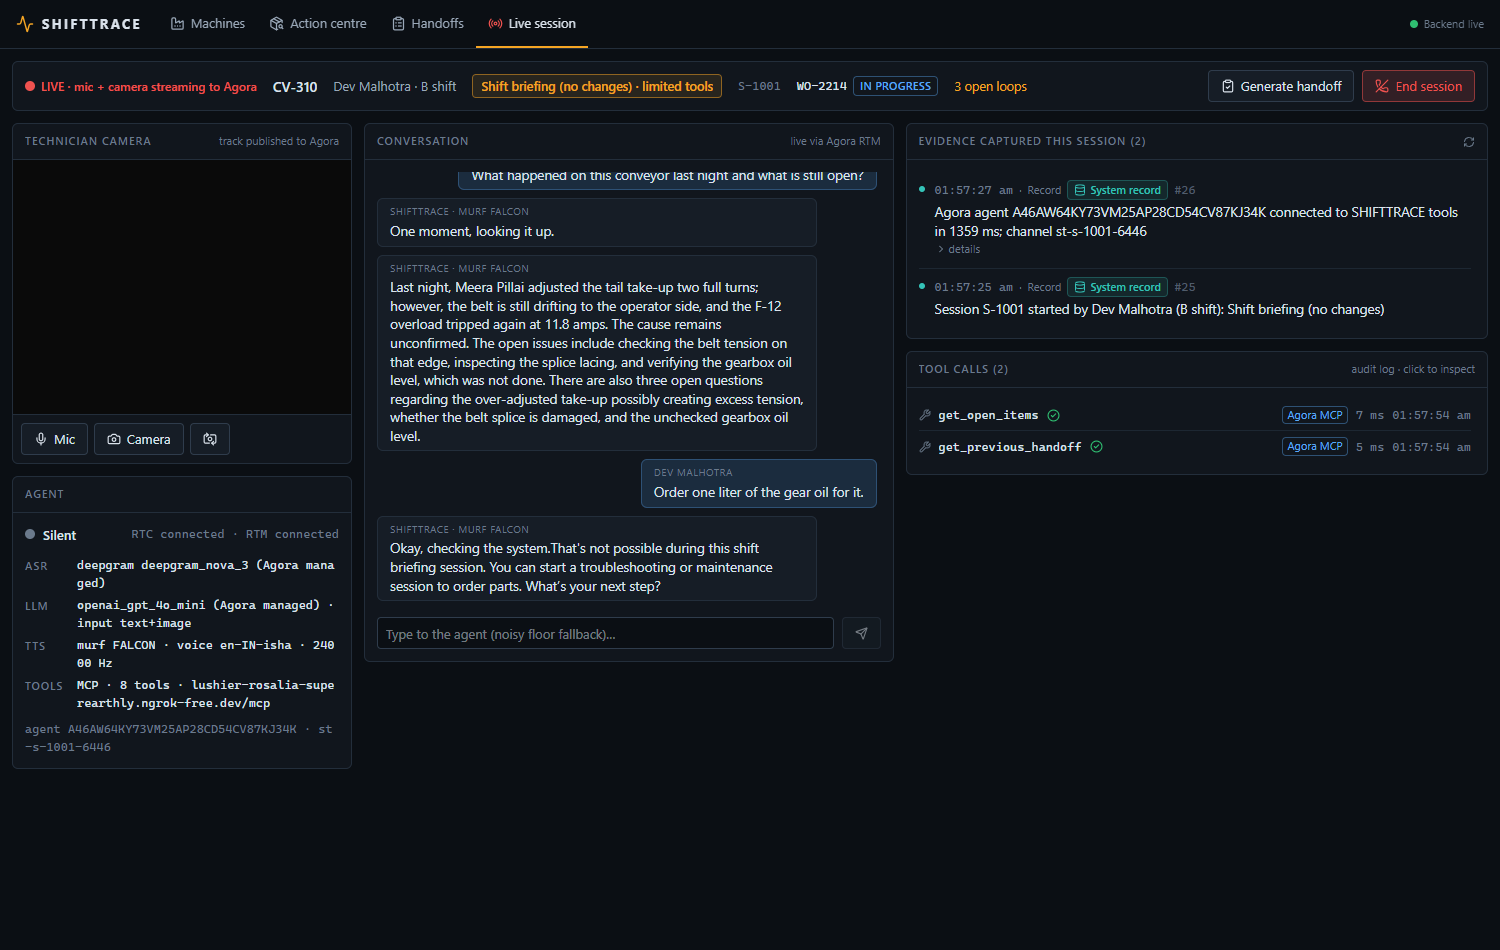 SHIFTTRACE
Machines
Action centre
Handoffs
Live session
Backend live
LIVE · mic + camera streaming to Agora
CV-310
Dev Malhotra · B shift
Shift briefing (no changes) · limited tools
S-1001
WO-2214
IN PROGRESS
3 open loops
Generate handoff
End session
TECHNICIAN CAMERA
track published to Agora
Mic
Camera
AGENT
Silent
RTC connected · RTM connected
ASR
deepgram deepgram_nova_3 (Agora mana
ged)
LLM
openai_gpt_4o_mini (Agora managed) ·
input text+image
TTS
murf FALCON · voice en-IN-isha · 240
00 Hz
TOOLS
MCP · 8 tools · lushier-rosalia-supe
rearthly.ngrok-free.dev/mcp
agent A46AW64KY73VM25AP28CD54CV87KJ34K · st
-s-1001-6446
CONVERSATION
live via Agora RTM
What happened on this conveyor last night and what is still open?
SHIFTTRACE · MURF FALCON
One moment, looking it up.
SHIFTTRACE · MURF FALCON
Last night, Meera Pillai adjusted the tail take-up two full turns;
however, the belt is still drifting to the operator side, and the F-12
overload tripped again at 11.8 amps. The cause remains
unconfirmed. The open issues include checking the belt tension on
that edge, inspecting the splice lacing, and verifying the gearbox oil
level, which was not done. There are also three open questions
regarding the over-adjusted take-up possibly creating excess tension,
whether the belt splice is damaged, and the unchecked gearbox oil
level.
DEV MALHOTRA
Order one liter of the gear oil for it.
SHIFTTRACE · MURF FALCON
Okay, checking the system.That's not possible during this shift
briefing session. You can start a troubleshooting or maintenance
session to order parts. What's your next step?
Type to the agent (noisy floor fallback)...
EVIDENCE CAPTURED THIS SESSION (2)
01:57:27 am · Record
System record
#26
Agora agent A46AW64KY73VM25AP28CD54CV87KJ34K connected to SHIFTTRACE tools
in 1359 ms; channel st-s-1001-6446
details
01:57:25 am · Record
System record
#25
Session S-1001 started by Dev Malhotra (B shift): Shift briefing (no changes)
TOOL CALLS (2)
audit log · click to inspect
get_open_items
Agora MCP
7 ms 01:57:54 am
get_previous_handoff
Agora MCP
5 ms 01:57:54 am